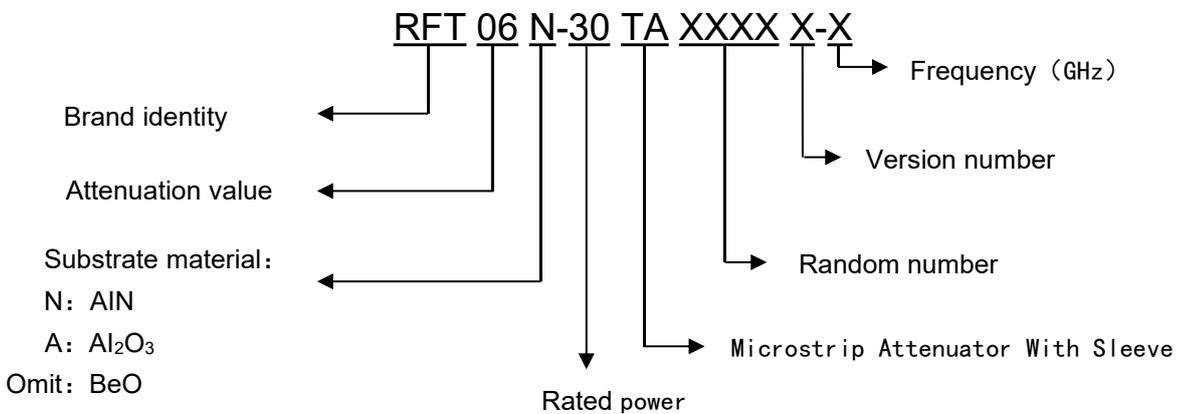 RFT 06 N-30 TA XXXX X-X
Frequency（GHz）
Brand identity
Version number
Attenuation value
Substrate material：
Random number
N：AlN
A：Al₂O₃
Microstrip Attenuator With Sleeve
Omit：BeO
Rated power